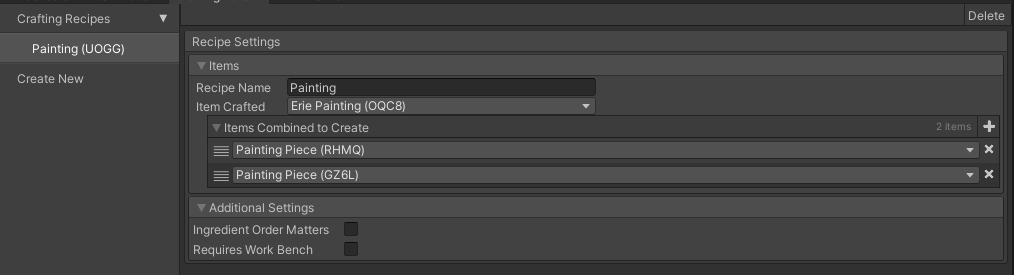 Crafting Recipes
Delete
Painting (UOGG)
Create New
Recipe Settings
Items
Recipe Name Painting
Item Crafted Erie Painting (OQC8)
Items Combined to Create 2 items
Painting Piece (RHMQ)
Painting Piece (GZ6L)
Additional Settings
Ingredient Order Matters
Requires Work Bench